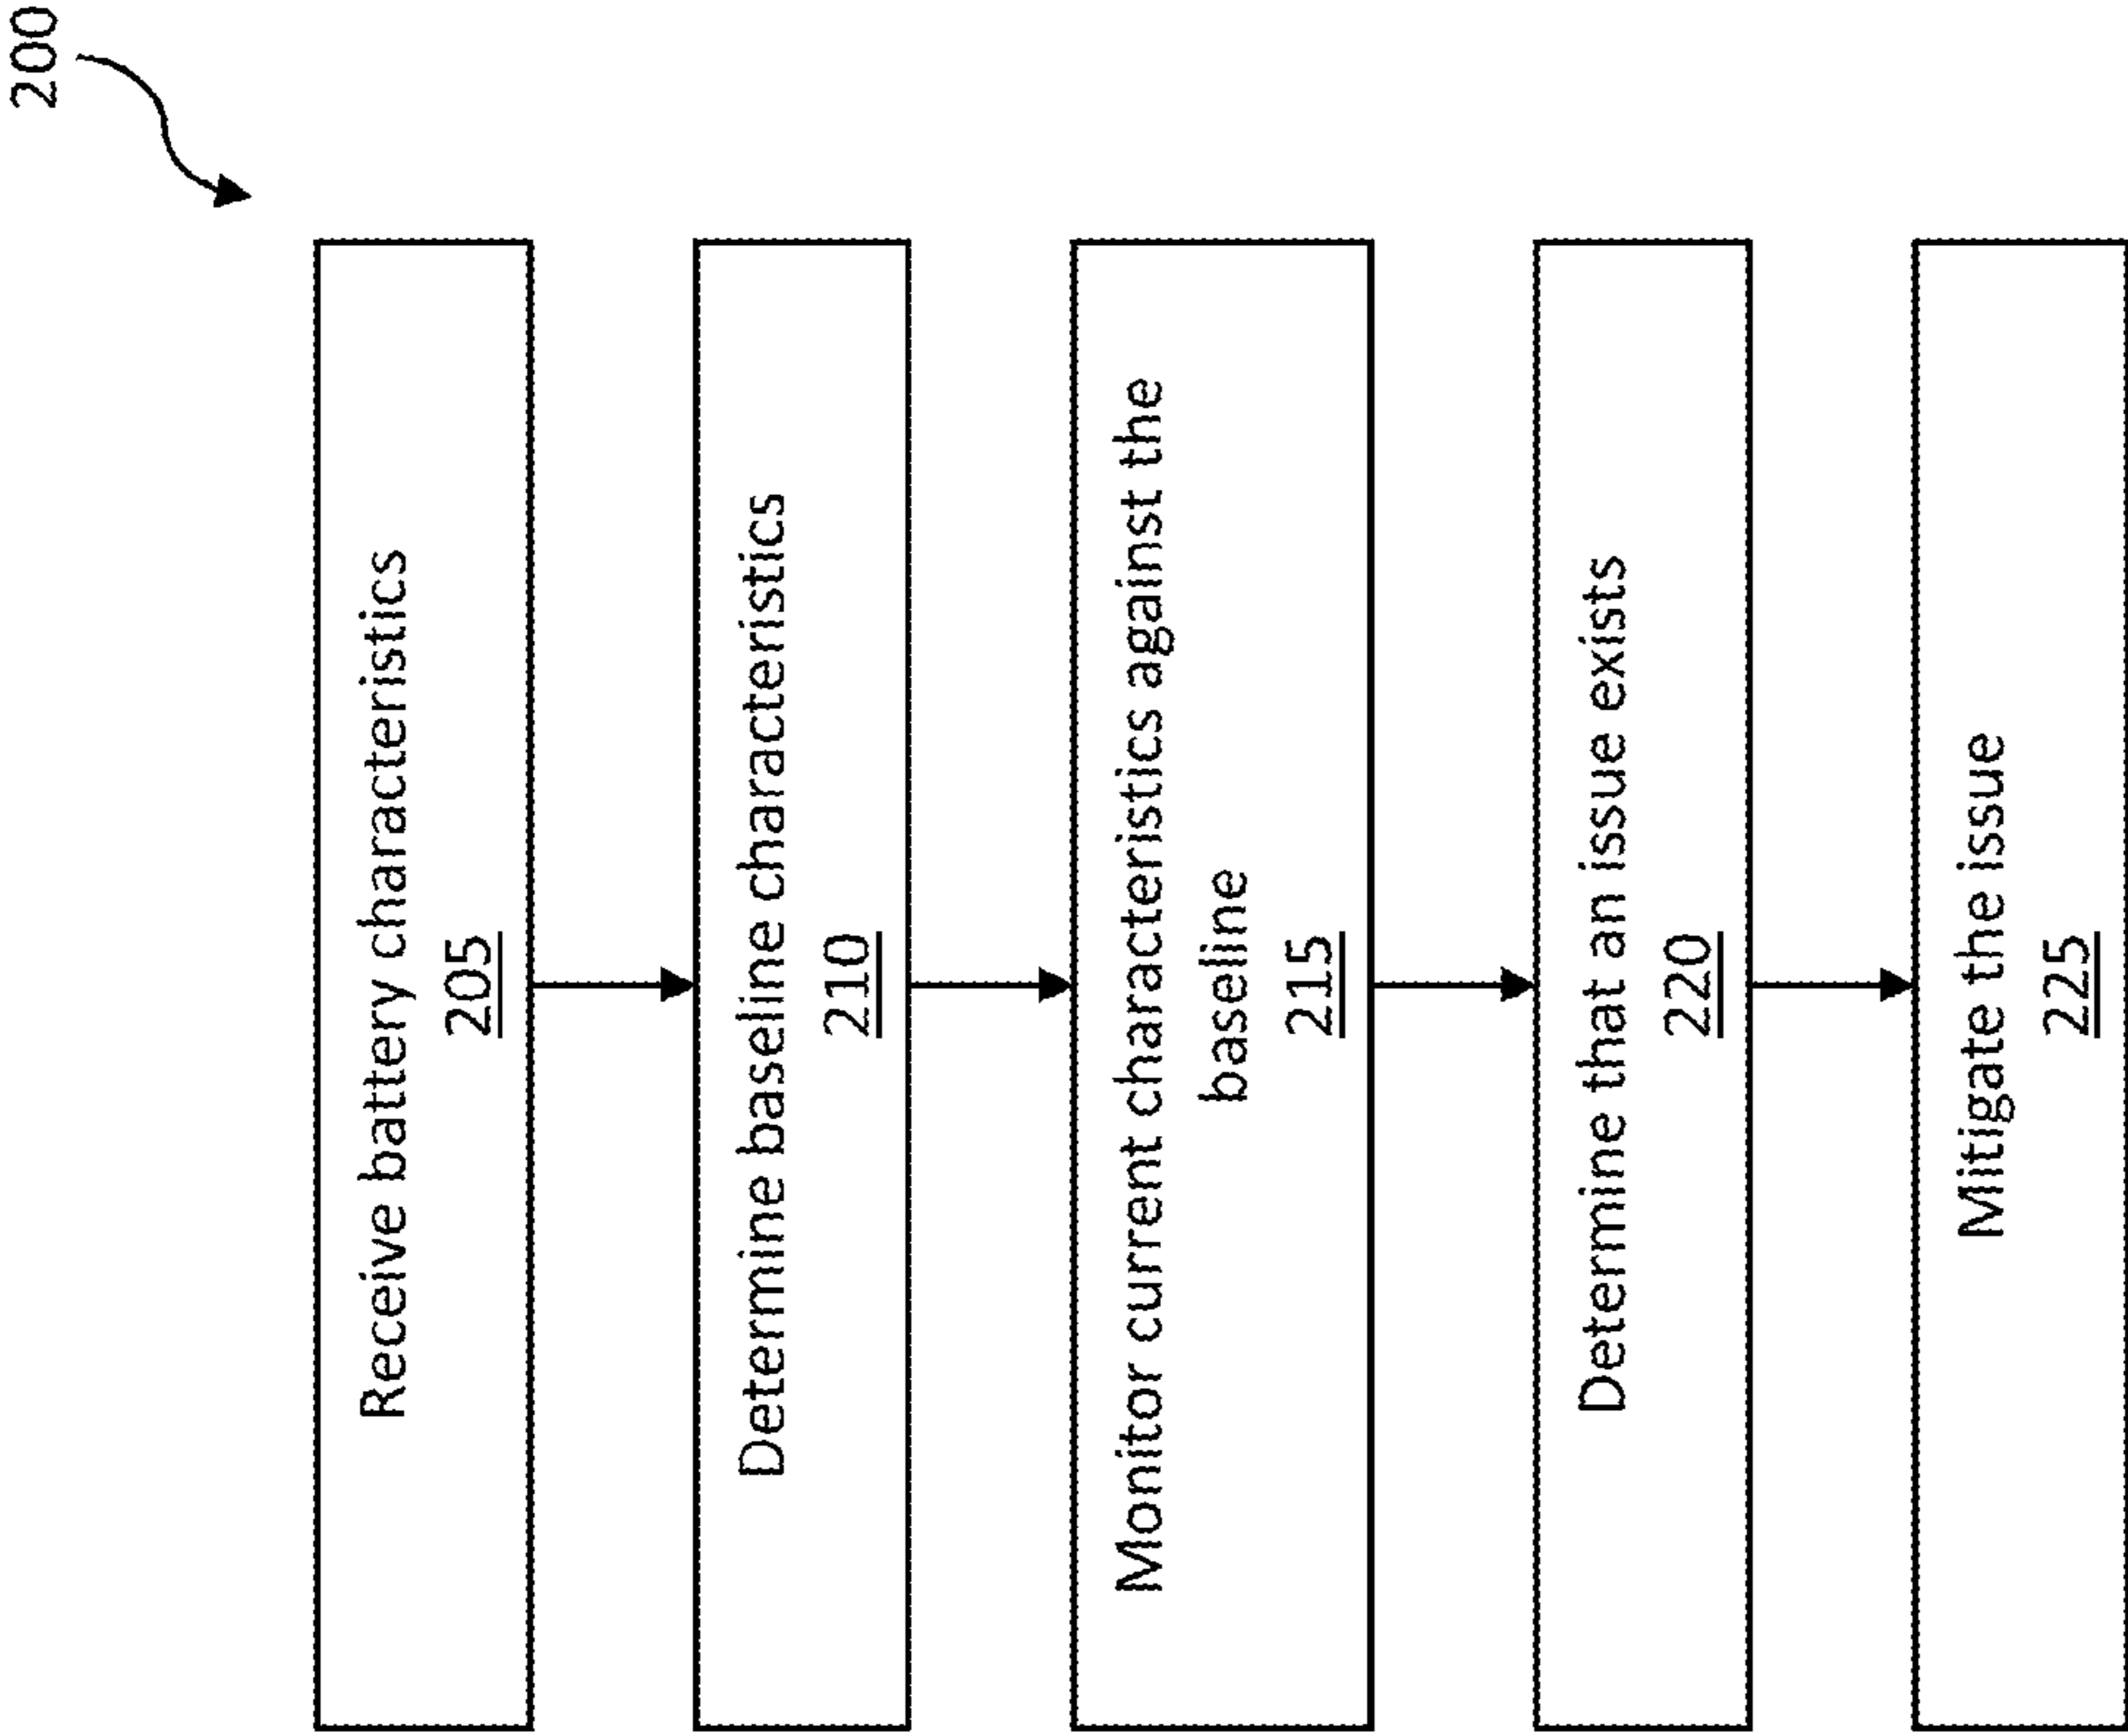 200
Receive battery characteristics
205
Determine baseline characteristics
210
Monitor current characteristics against the
baseline
215
Determine that an issue exists
220
Mitigate the issue
225